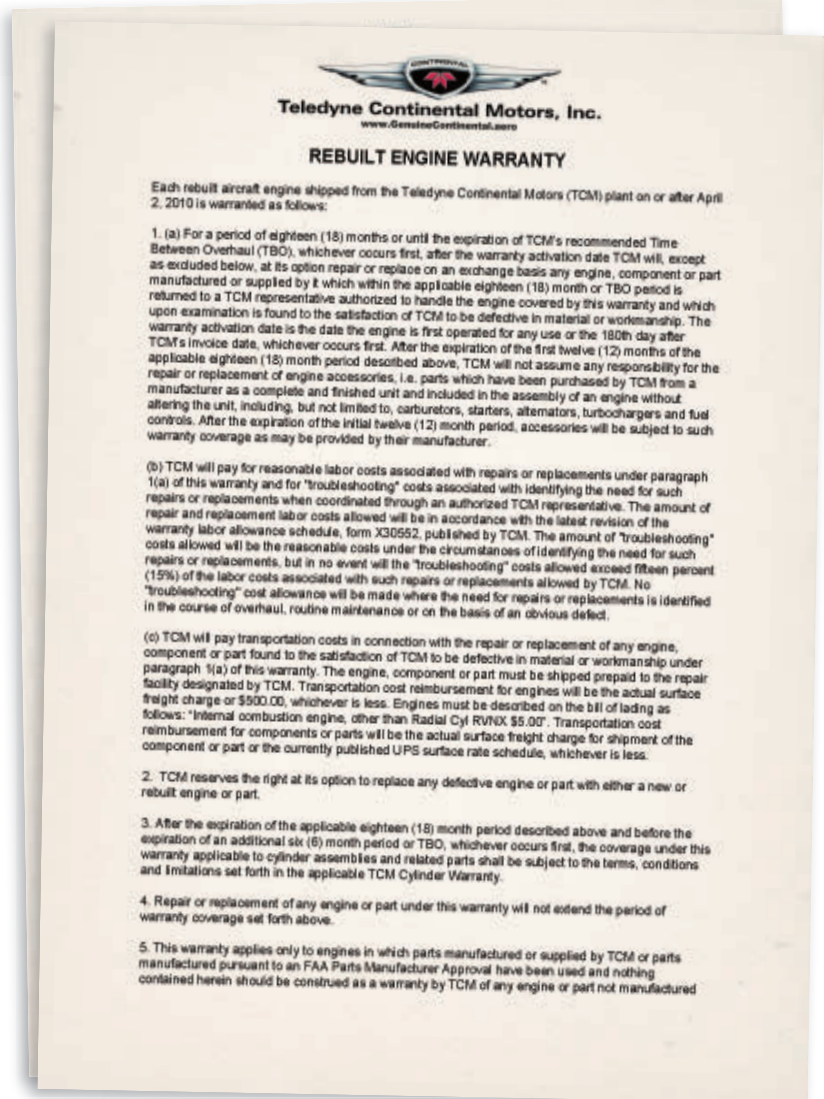 CONTINENTAL
Teledyne Continental Motors, Inc.
www.GenuineContinental.aero
REBUILT ENGINE WARRANTY
Each rebuilt aircraft engine shipped from the Teledyne Continental Motors (TCM) plant on or after April
2, 2010 is warranted as follows:
1. (a) For a period of eighteen (18) months or until the expiration of TCM's recommended Time
Between Overhaul (TBO), whichever occurs first, after the warranty activation date TCM will, except
as excluded below, at its option repair or replace on an exchange basis any engine, component or part
manufactured or supplied by it which within the applicable eighteen (18) month or TBO period is
returned to a TCM representative authorized to handle the engine covered by this warranty and which
upon examination is found to the satisfaction of TCM to be defective in material or workmanship. The
warranty activation date is the date the engine is first operated for any use or the 180th day after
TCM's invoice date, whichever occurs first. After the expiration of the first twelve (12) months of the
applicable eighteen (18) month period described above, TCM will not assume any responsibility for the
repair or replacement of engine accessories, i.e. parts which have been purchased by TCM from a
manufacturer as a complete and finished unit and included in the assembly of an engine without
altering the unit, including, but not limited to, carburetors, starters, alternators, turbochargers and fuel
controls. After the expiration of the initial twelve (12) month period, accessories will be subject to such
warranty coverage as may be provided by their manufacturer.
(b) TCM will pay for reasonable labor costs associated with repairs or replacements under paragraph
1(a) of this warranty and for "troubleshooting" costs associated with identifying the need for such
repairs or replacements when coordinated through an authorized TCM representative. The amount of
repair and replacement labor costs allowed will be in accordance with the latest revision of the
warranty labor allowance schedule, form X30552, published by TCM. The amount of "troubleshooting"
costs allowed will be the reasonable costs under the circumstances of identifying the need for such
repairs or replacements, but in no event will the "troubleshooting" costs allowed exceed fifteen percent
(15%) of the labor costs associated with such repairs or replacements allowed by TCM. No
"troubleshooting" cost allowance will be made where the need for repairs or replacements is identified
in the course of overhaul, routine maintenance or on the basis of an obvious defect.
(c) TCM will pay transportation costs in connection with the repair or replacement of any engine,
component or part found to the satisfaction of TCM to be defective in material or workmanship under
paragraph 1(a) of this warranty. The engine, component or part must be shipped prepaid to the repair
facility designated by TCM. Transportation cost reimbursement for engines will be the actual surface
freight charge or $500.00, whichever is less. Engines must be described on the bill of lading as
follows: "Internal combustion engine, other than Radial Cyl RVNX $5.00". Transportation cost
reimbursement for components or parts will be the actual surface freight charge for shipment of the
component or part or the currently published UPS surface rate schedule, whichever is less.
2. TCM reserves the right at its option to replace any defective engine or part with either a new or
rebuilt engine or part.
3. After the expiration of the applicable eighteen (18) month period described above and before the
expiration of an additional six (6) month period or TBO, whichever occurs first, the coverage under this
warranty applicable to cylinder assemblies and related parts shall be subject to the terms, conditions
and limitations set forth in the applicable TCM Cylinder Warranty.
4. Repair or replacement of any engine or part under this warranty will not extend the period of
warranty coverage set forth above.
5. This warranty applies only to engines in which parts manufactured or supplied by TCM or parts
manufactured pursuant to an FAA Parts Manufacturer Approval have been used and nothing
contained herein should be construed as a warranty by TCM of any engine or part not manufactured